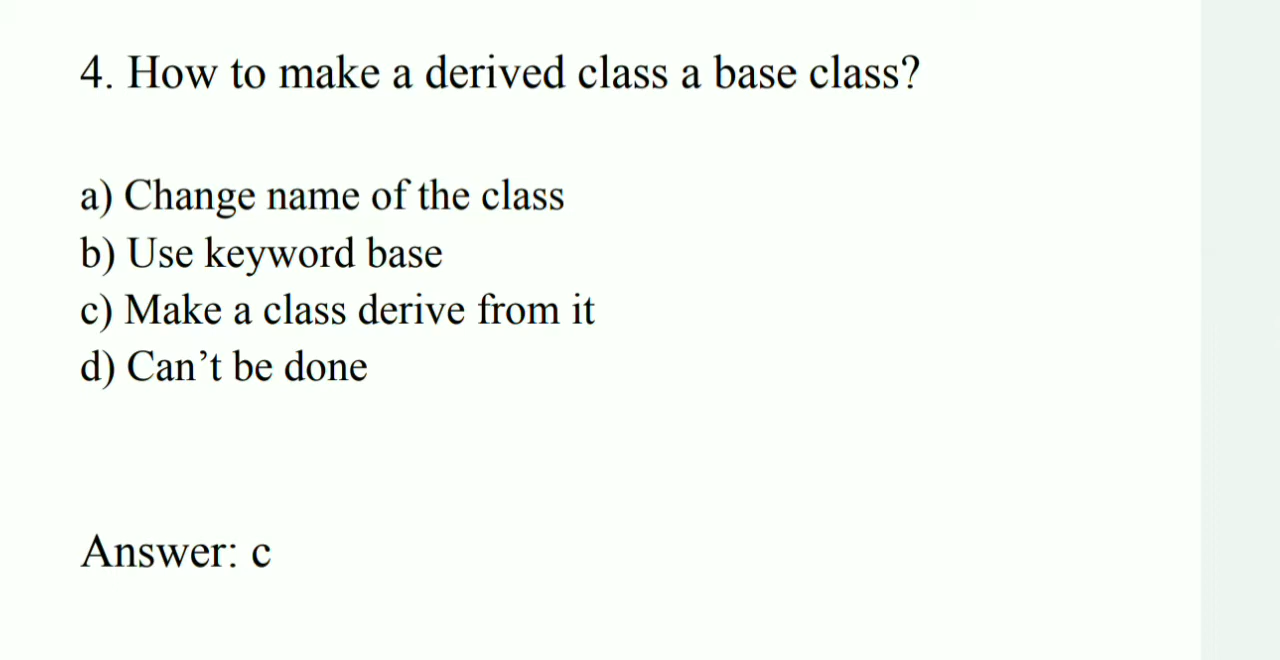 4. How to make a derived class a base class?
a) Change name of the class
b) Use keyword base
c) Make a class derive from it
d) Can’t be done
Answer: c